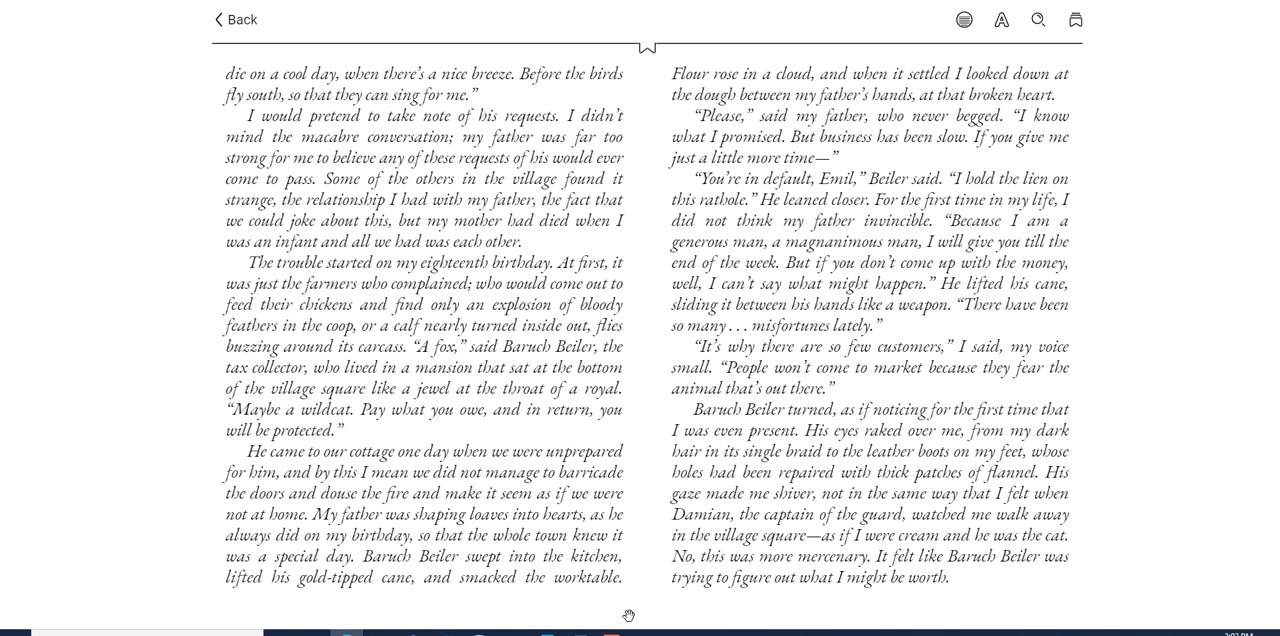 Back
die on a cool day, when there’s a nice breeze. Before the birds
fly south, so that they can sing for me.”
I would pretend to take note of his requests. I didn’t
mind the macabre conversation; my father was far too
strong for me to believe any of these requests of his would ever
come to pass. Some of the others in the village found it
strange, the relationship I had with my father, the fact that
we could joke about this, but my mother had died when I
was an infant and all we had was each other.
The trouble started on my eighteenth birthday. At first, it
was just the farmers who complained; who would come out to
feed their chickens and find only an explosion of bloody
feathers in the coop, or a calf nearly turned inside out, flies
buzzing around its carcass. “A fox,” said Baruch Beiler, the
tax collector, who lived in a mansion that sat at the bottom
of the village square like a jewel at the throat of a royal.
“Maybe a wildcat. Pay what you owe, and in return, you
will be protected.”
He came to our cottage one day when we were unprepared
for him, and by this I mean we did not manage to barricade
the doors and douse the fire and make it seem as if we were
not at home. My father was shaping loaves into hearts, as he
always did on my birthday, so that the whole town knew it
was a special day. Baruch Beiler swept into the kitchen,
lifted his gold-tipped cane, and smacked the worktable.
Flour rose in a cloud, and when it settled I looked down at
the dough between my father’s hands, at that broken heart.
“Please,” said my father, who never begged. “I know
what I promised. But business has been slow. If you give me
just a little more time—”
“You’re in default, Emil,” Beiler said. “I hold the lien on
this rathole.” He leaned closer. For the first time in my life, I
did not think my father invincible. “Because I am a
generous man, a magnanimous man, I will give you till the
end of the week. But if you don’t come up with the money,
well, I can’t say what might happen.” He lifted his cane,
sliding it between his hands like a weapon. “There have been
so many . . . misfortunes lately.”
“It’s why there are so few customers,” I said, my voice
small. “People won’t come to market because they fear the
animal that’s out there.”
Baruch Beiler turned, as if noticing for the first time that
I was even present. His eyes raked over me, from my dark
hair in its single braid to the leather boots on my feet, whose
holes had been repaired with thick patches of flannel. His
gaze made me shiver, not in the same way that I felt when
Damian, the captain of the guard, watched me walk away
in the village square—as if I were cream and he was the cat.
No, this was more mercenary. It felt like Baruch Beiler was
trying to figure out what I might be worth.